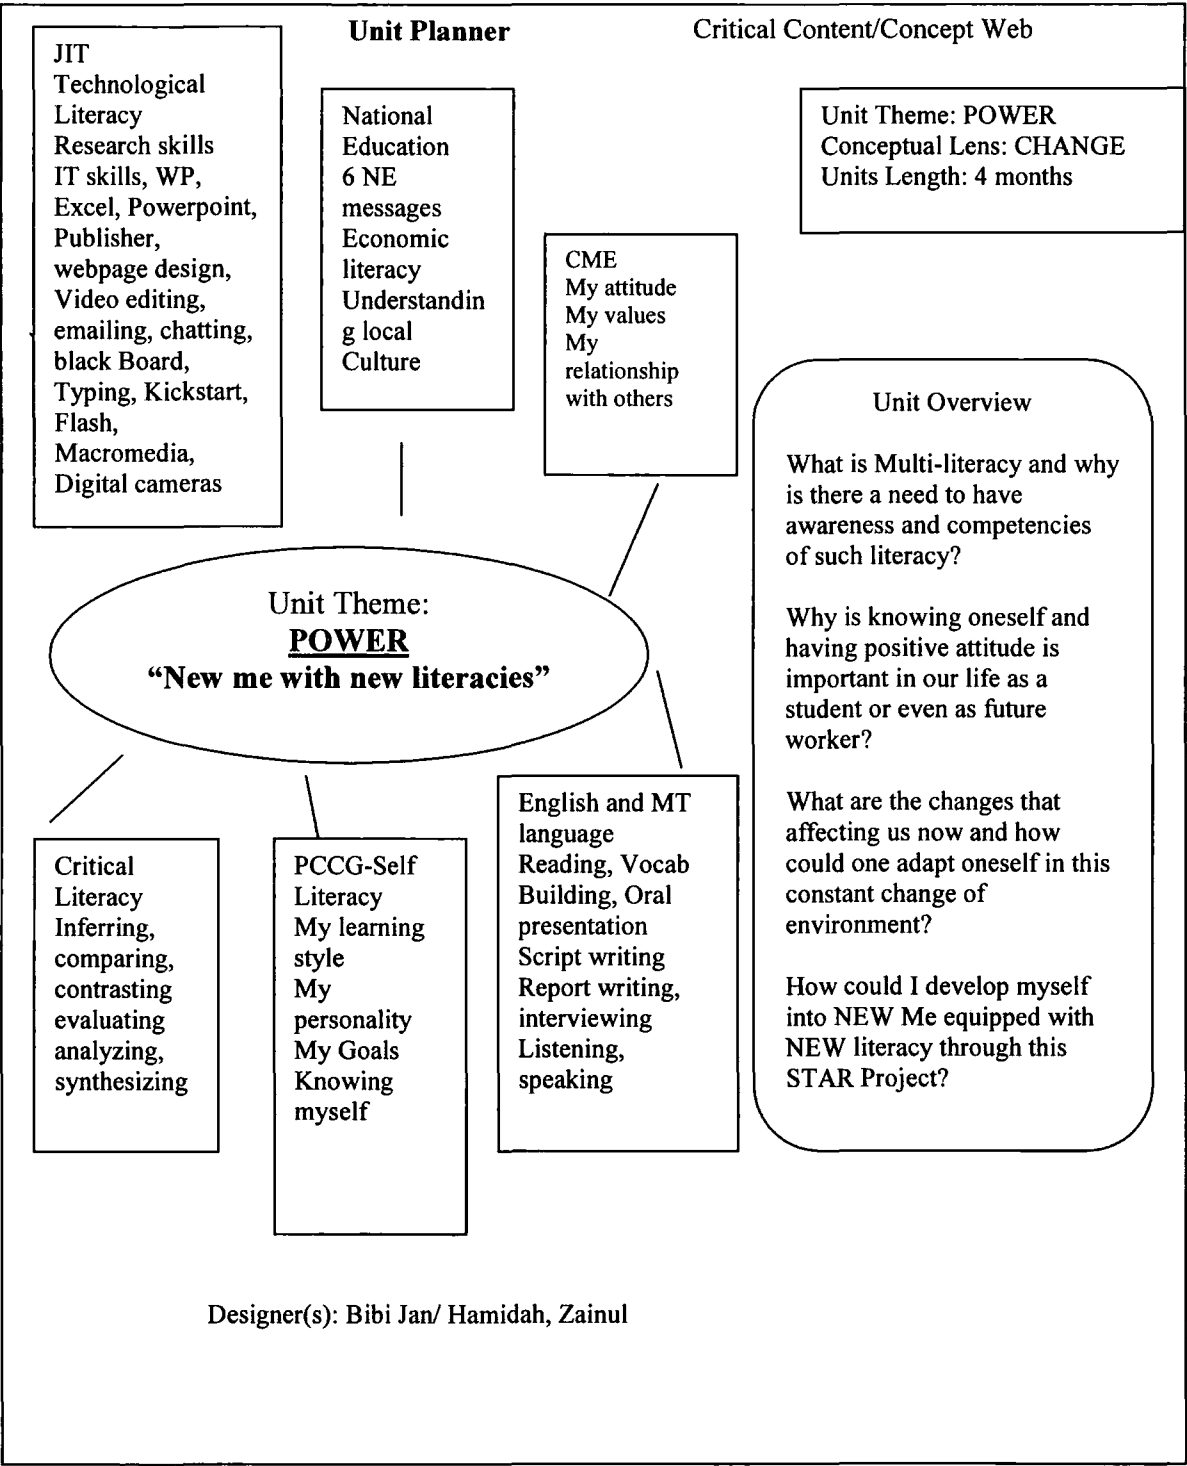 Unit Planner
Critical Content/Concept Web
JIT
Technological
Literacy
Research skills
IT skills, WP,
Excel, Powerpoint,
Publisher,
webpage design,
Video editing,
emailing, chatting,
black Board,
Typing, Kickstart,
Flash,
Macromedia,
Digital cameras
National
Education
6 NE
messages
Economic
literacy
Understandin
g local
Culture
CME
My attitude
My values
My
relationship
with others
Unit Theme: POWER
Conceptual Lens: CHANGE
Units Length: 4 months
Unit Theme:
POWER
“New me with new literacies”
Unit Overview
What is Multi-literacy and why
is there a need to have
awareness and competencies
of such literacy?
Why is knowing oneself and
having positive attitude is
important in our life as a
student or even as future
worker?
What are the changes that
affecting us now and how
could one adapt oneself in this
constant change of
environment?
How could I develop myself
into NEW Me equipped with
NEW literacy through this
STAR Project?
Critical
Literacy
Inferring,
comparing,
contrasting
evaluating
analyzing,
synthesizing
PCCG-Self
Literacy
My learning
style
My
personality
My Goals
Knowing
myself
English and MT
language
Reading, Vocab
Building, Oral
presentation
Script writing
Report writing,
interviewing
Listening,
speaking
Designer(s): Bibi Jan/ Hamidah, Zainul